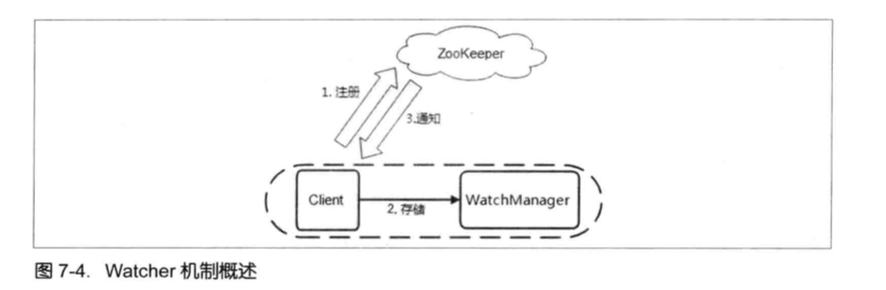 ZooKeeper
1. 注册
3.通知
Client
2, 存储
WatchManager
图 7-4. Watcher 机制概述